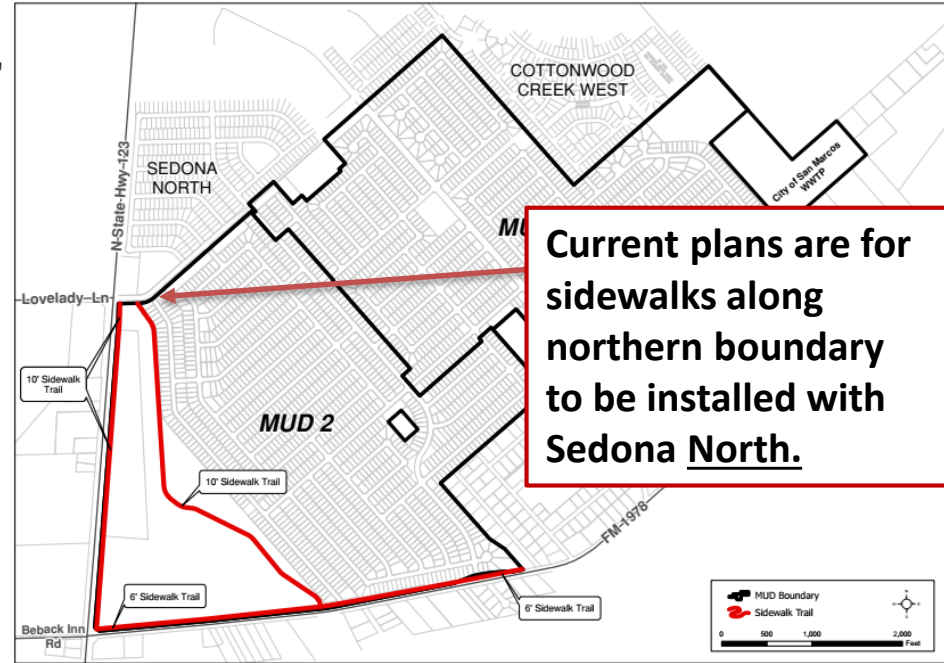 COTTONWOOD
CREEK WEST
SEDONA
NORTH
N-State-Hwy-123
City of San Marcos
WWTP
MU
Current plans are for
sidewalks along
northern boundary
to be installed with
Sedona North.
Lovelady-Ln
10' Sidewalk
Trail
MUD 2
10' Sidewalk Trail
FM-1978
6' Sidewalk Trail
6' Sidewalk Trail
Beback Inn
Rd
MUD Boundary
Sidewalk Trail
N
0 500 1,000 2,000
Feet